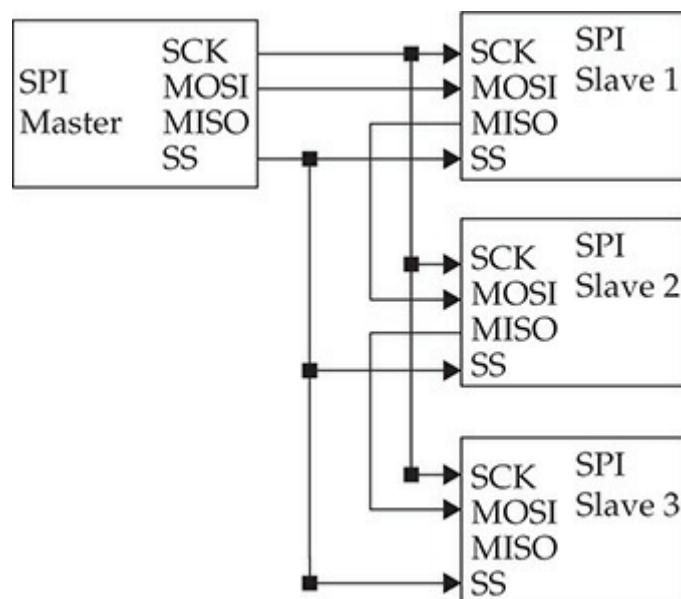 SPI
Master
SCK
MOSI
MISO
SS
SCK
MOSI
MISO
SS
SPI
Slave 1
SCK
MOSI
MISO
SS
SPI
Slave 2
SCK
MOSI
MISO
SS
SPI
Slave 3